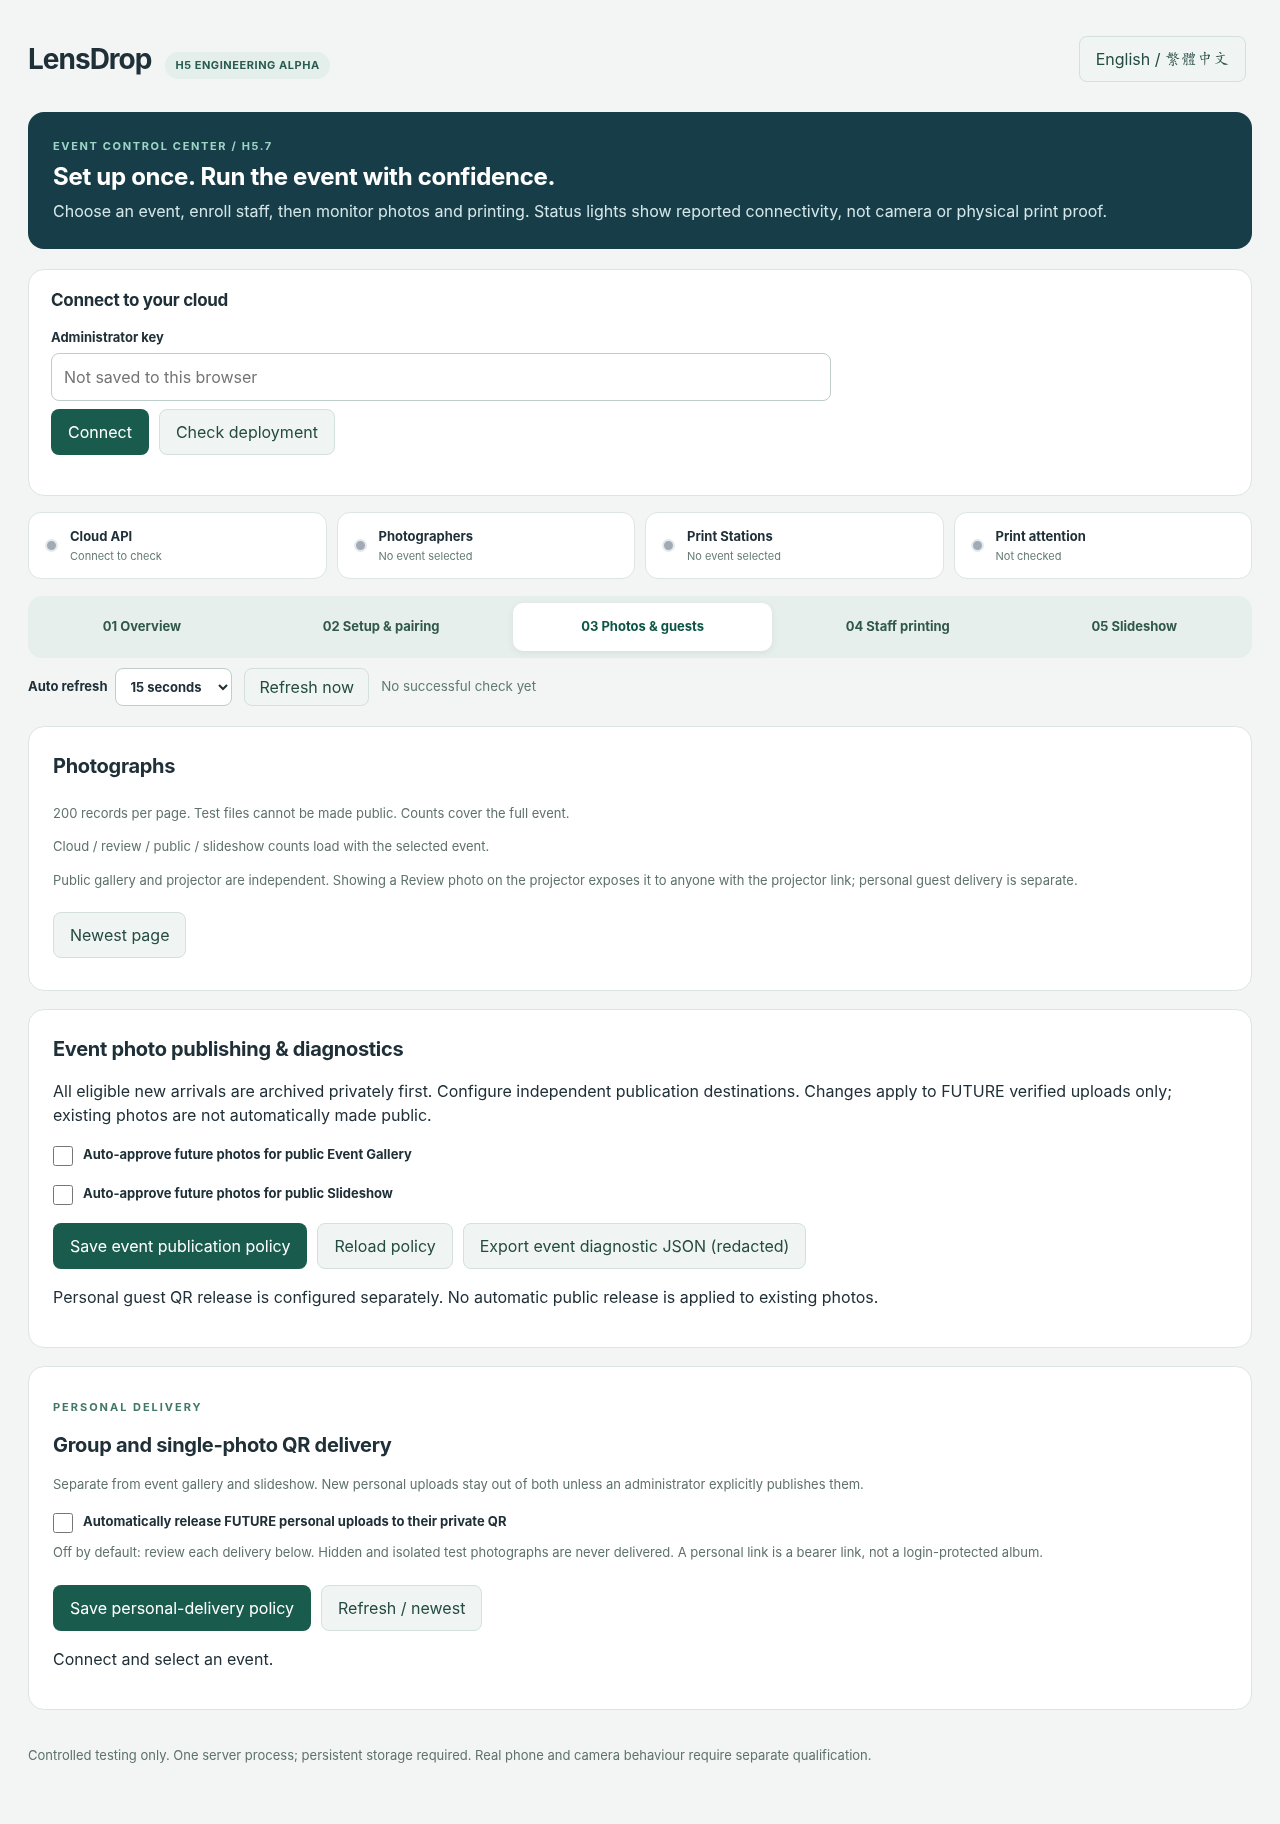 LensDrop
H5 ENGINEERING ALPHA
English / 繁體中文
EVENT CONTROL CENTER / H5.7
Set up once. Run the event with confidence.
Choose an event, enroll staff, then monitor photos and printing. Status lights show reported connectivity, not camera or physical print proof.
Connect to your cloud
Administrator key
Not saved to this browser
Connect
Check deployment
Cloud API
Connect to check
Photographers
No event selected
Print Stations
No event selected
Print attention
Not checked
01 Overview
02 Setup & pairing
03 Photos & guests
04 Staff printing
05 Slideshow
Auto refresh
15 seconds
Refresh now
No successful check yet
Photographs
200 records per page. Test files cannot be made public. Counts cover the full event.
Cloud / review / public / slideshow counts load with the selected event.
Public gallery and projector are independent. Showing a Review photo on the projector exposes it to anyone with the projector link; personal guest delivery is separate.
Newest page
Event photo publishing & diagnostics
All eligible new arrivals are archived privately first. Configure independent publication destinations. Changes apply to FUTURE verified uploads only;
existing photos are not automatically made public.
Auto-approve future photos for public Event Gallery
Auto-approve future photos for public Slideshow
Save event publication policy
Reload policy
Export event diagnostic JSON (redacted)
Personal guest QR release is configured separately. No automatic public release is applied to existing photos.
PERSONAL DELIVERY
Group and single-photo QR delivery
Separate from event gallery and slideshow. New personal uploads stay out of both unless an administrator explicitly publishes them.
Automatically release FUTURE personal uploads to their private QR
Off by default: review each delivery below. Hidden and isolated test photographs are never delivered. A personal link is a bearer link, not a login-protected album.
Save personal-delivery policy
Refresh / newest
Connect and select an event.
Controlled testing only. One server process; persistent storage required. Real phone and camera behaviour require separate qualification.